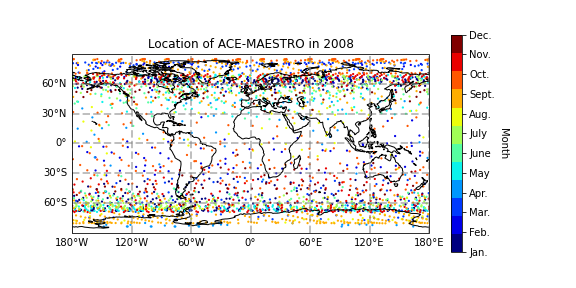 Location of ACE-MAESTRO in 2008
60°N
30°N
0°
30°S
60°S
180°W 120°W 60°W 0° 60°E 120°E 180°E
Dec.
Nov.
Oct.
Sept.
Aug.
July
June
May
Apr.
Mar.
Feb.
Jan.
Month